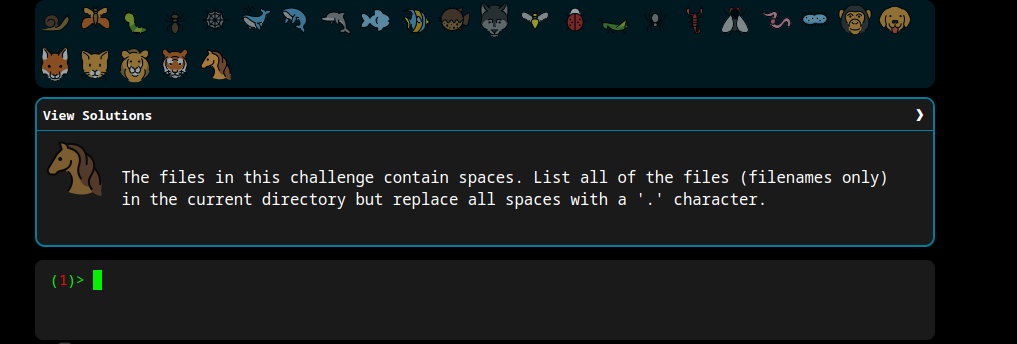 View Solutions ❯
The files in this challenge contain spaces. List all of the files (filenames only)
in the current directory but replace all spaces with a '.' character.
(1)>